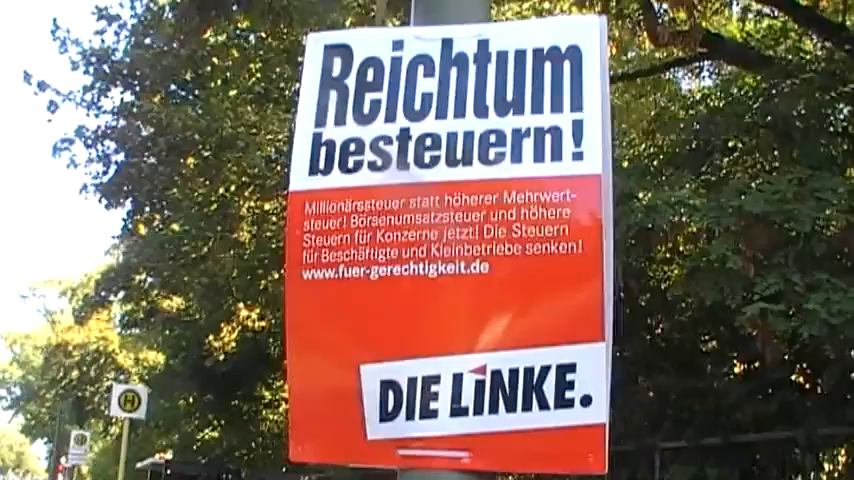 Reichtum
besteuern!
Millionärssteuer statt höherer Mehrwert-
steuer! Börsenumsatzsteuer und höhere
Steuern für Konzerne jetzt! Die Steuern
für Beschäftigte und Kleinbetriebe senken!
www.fuer-gerechtigkeit.de
DIE LINKE.
H
H